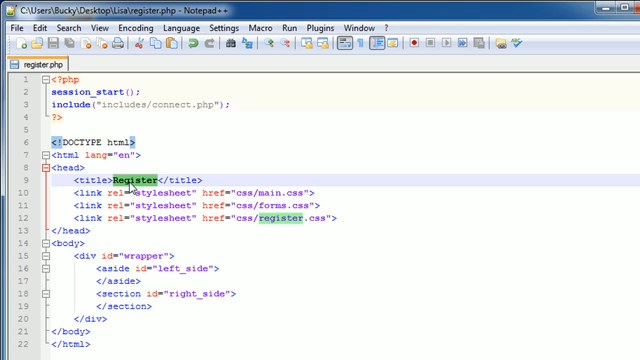 C:\Users\Bucky\Desktop\Lisa\register.php - Notepad++
File Edit Search View Encoding Language Settings Macro Run Plugins Window ?
register.php
1 <?php
2 session_start();
3 include("includes/connect.php");
4 ?>
5
6 <!DOCTYPE html>
7 <html lang="en">
8 <head>
9 <title>Register</title>
10 <link rel="stylesheet" href="css/main.css">
11 <link rel="stylesheet" href="css/forms.css">
12 <link rel="stylesheet" href="css/register.css">
13 </head>
14 <body>
15 <div id="wrapper">
16 <aside id="left_side">
17 </aside>
18 <section id="right_side">
19 </section>
20 </div>
21 </body>
22 </html>